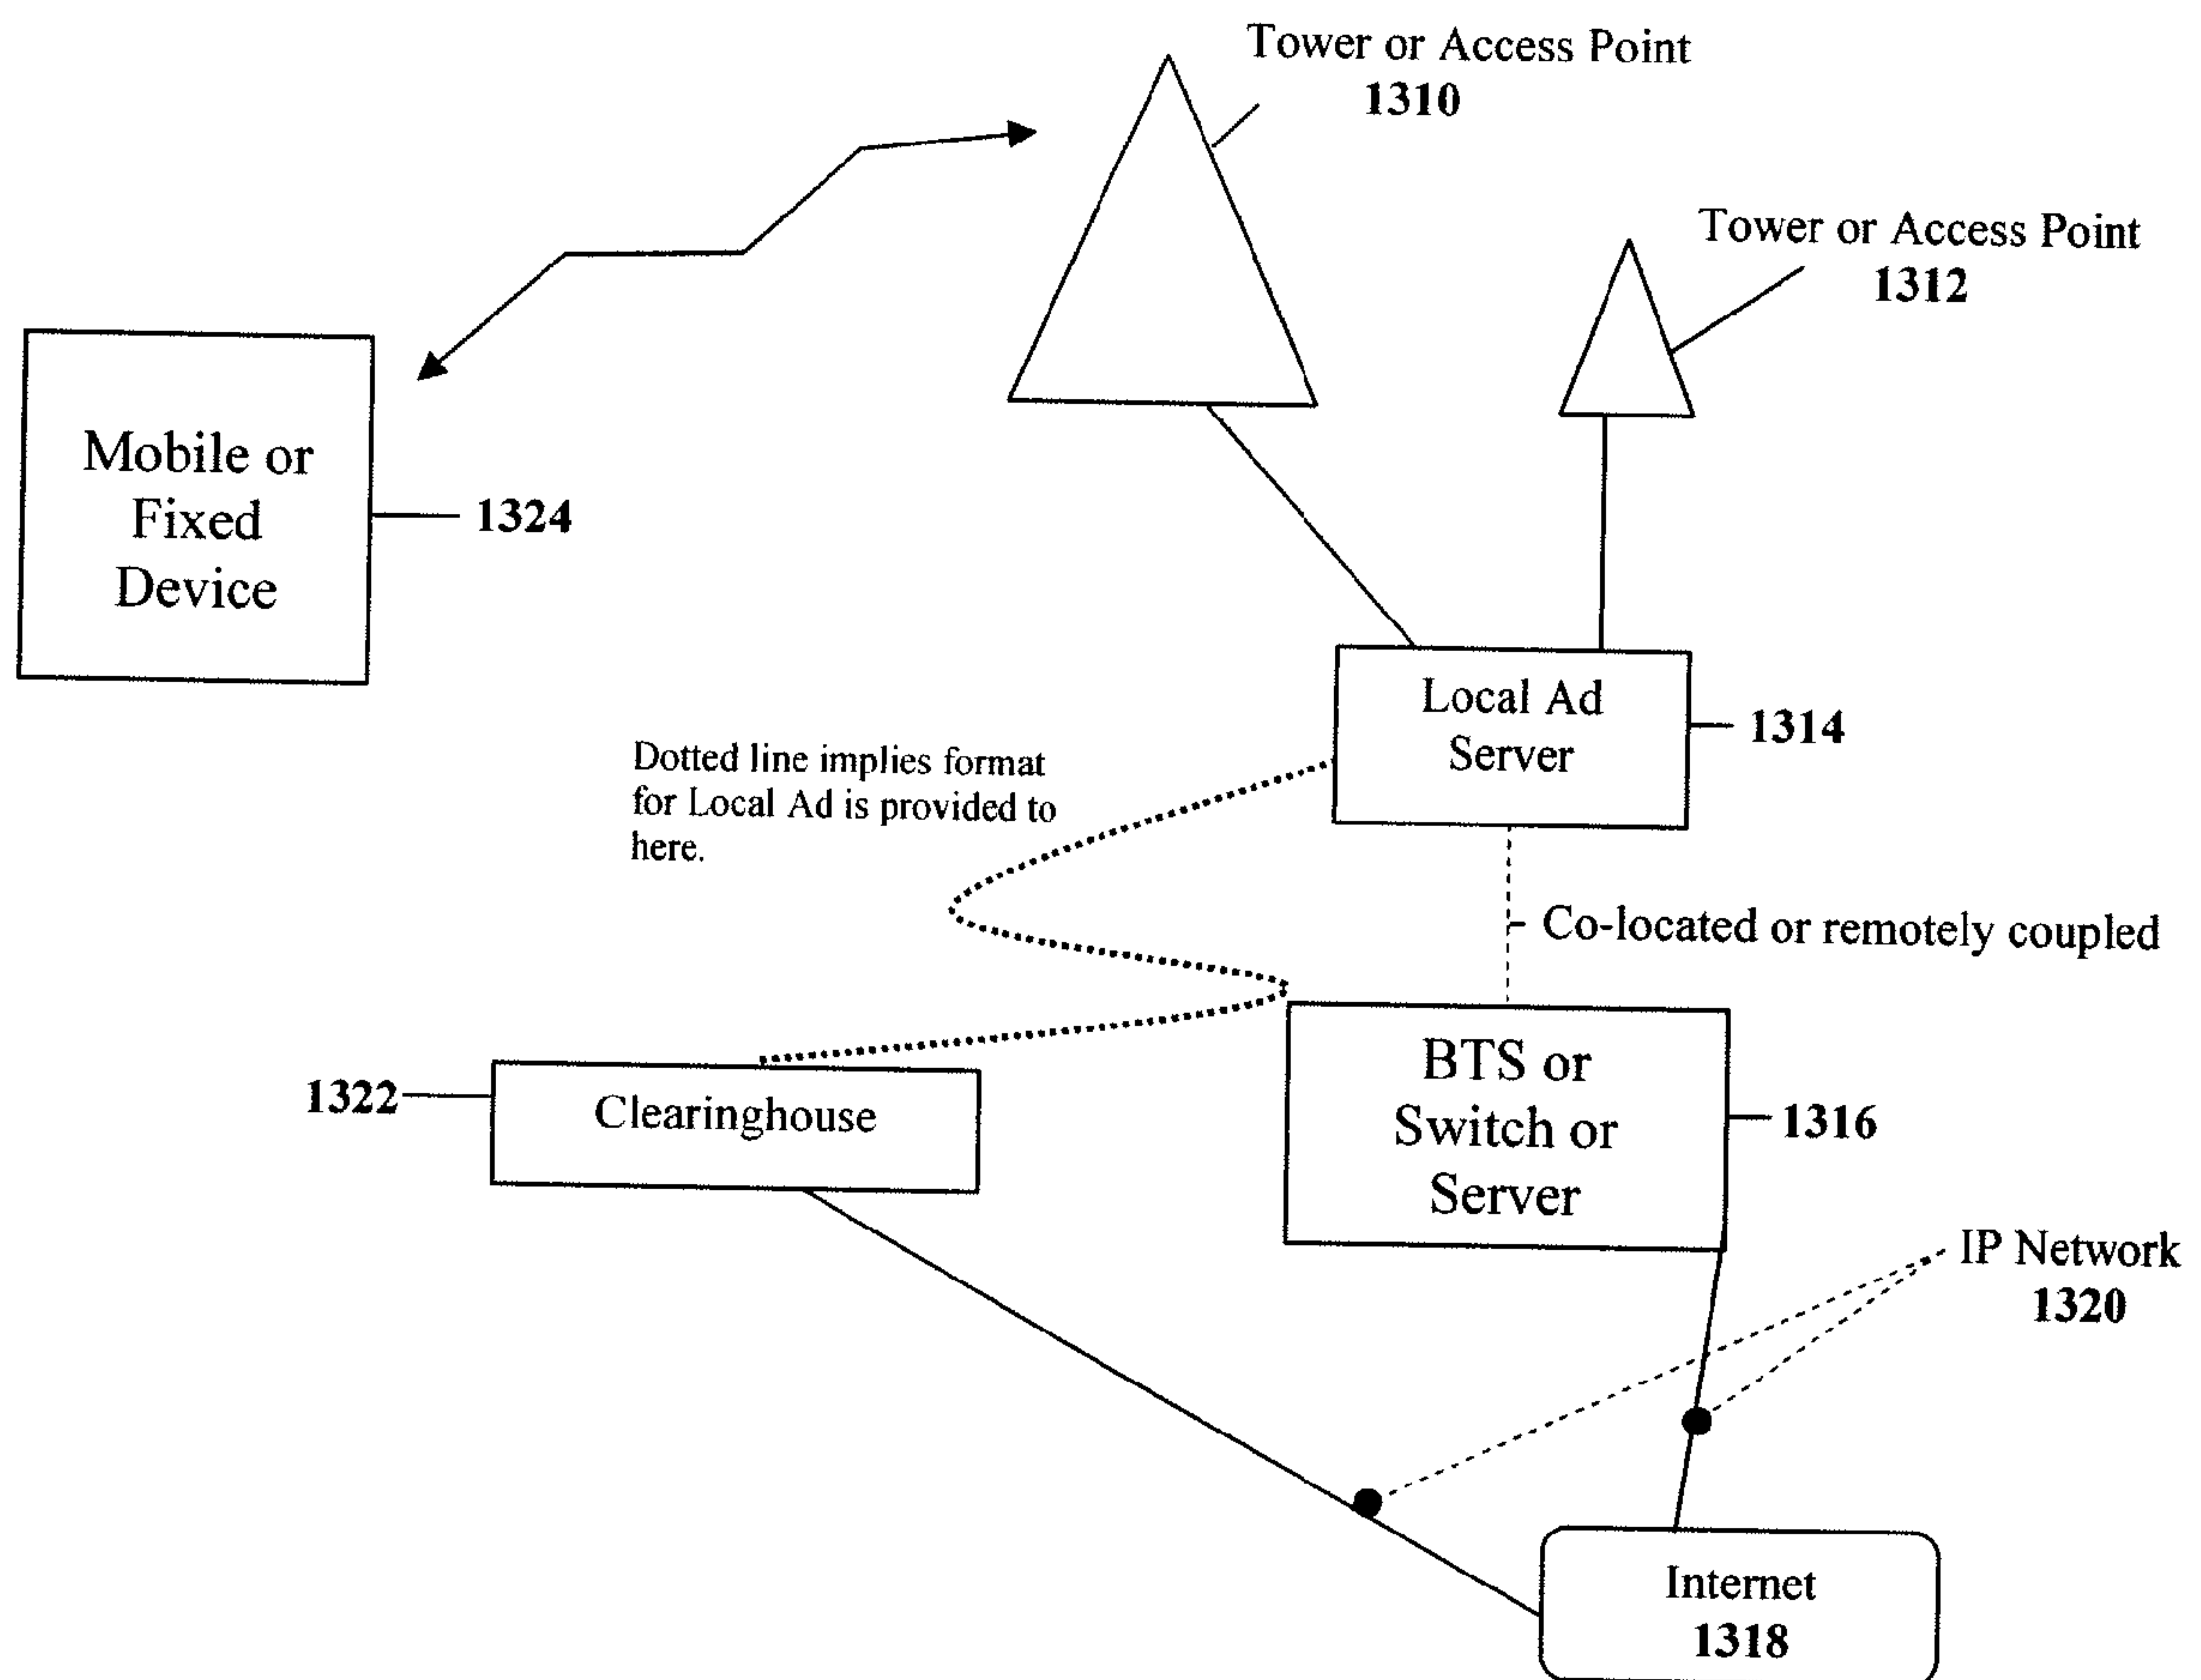 Tower or Access Point
1310
Tower or Access Point
1312
Mobile or
Fixed
Device
1324
Local Ad
Server
1314
Dotted line implies format
for Local Ad is provided to
here.
Co-located or remotely coupled
1322
Clearinghouse
BTS or
Switch or
Server
1316
IP Network
1320
Internet
1318